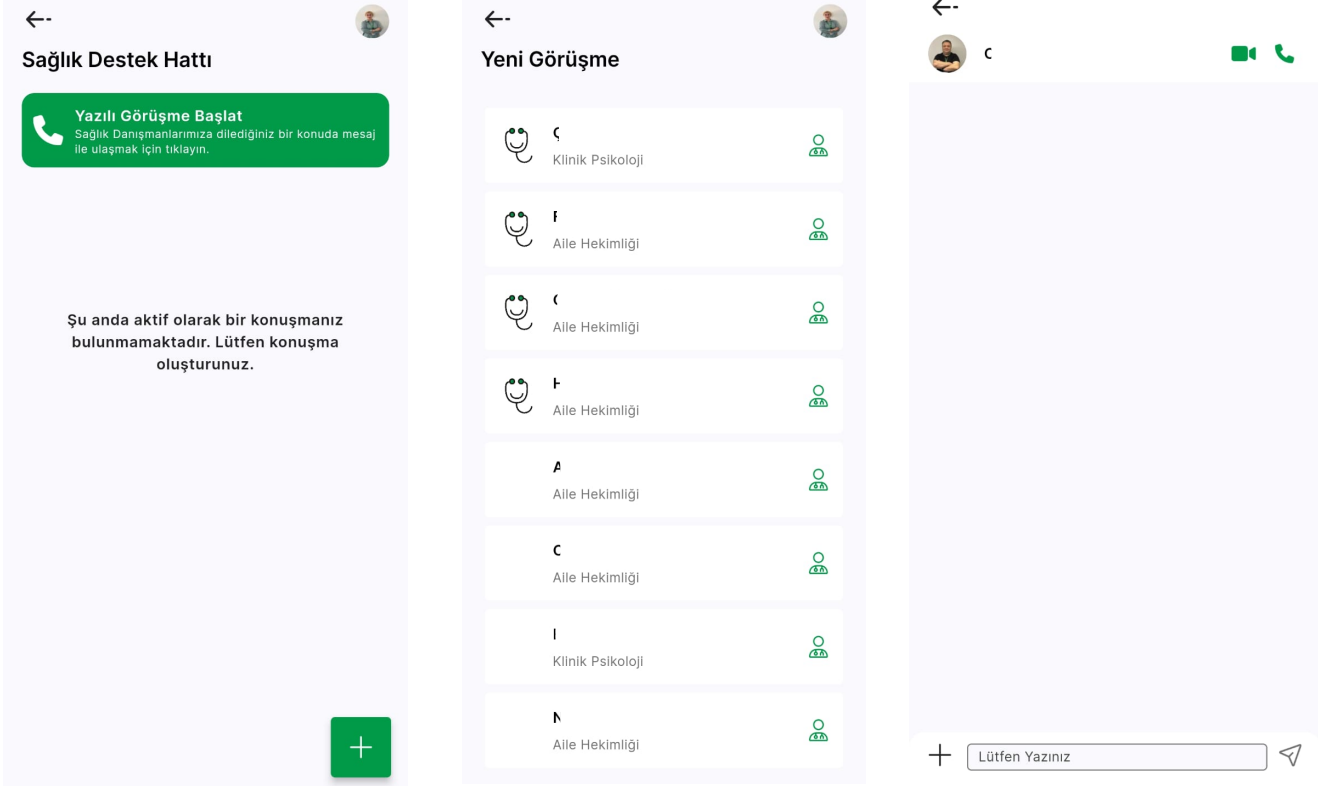 Sağlık Destek Hattı
Yazılı Görüşme Başlat
Sağlık Danışmanlarımıza dilediğiniz bir konuda mesaj
ile ulaşmak için tıklayın.
Şu anda aktif olarak bir konuşmanız
bulunmamaktadır. Lütfen konuşma
oluşturunuz.
Yeni Görüşme
Klinik Psikoloji
Aile Hekimliği
Aile Hekimliği
Aile Hekimliği
Aile Hekimliği
Aile Hekimliği
Klinik Psikoloji
Aile Hekimliği
Lütfen Yazınız